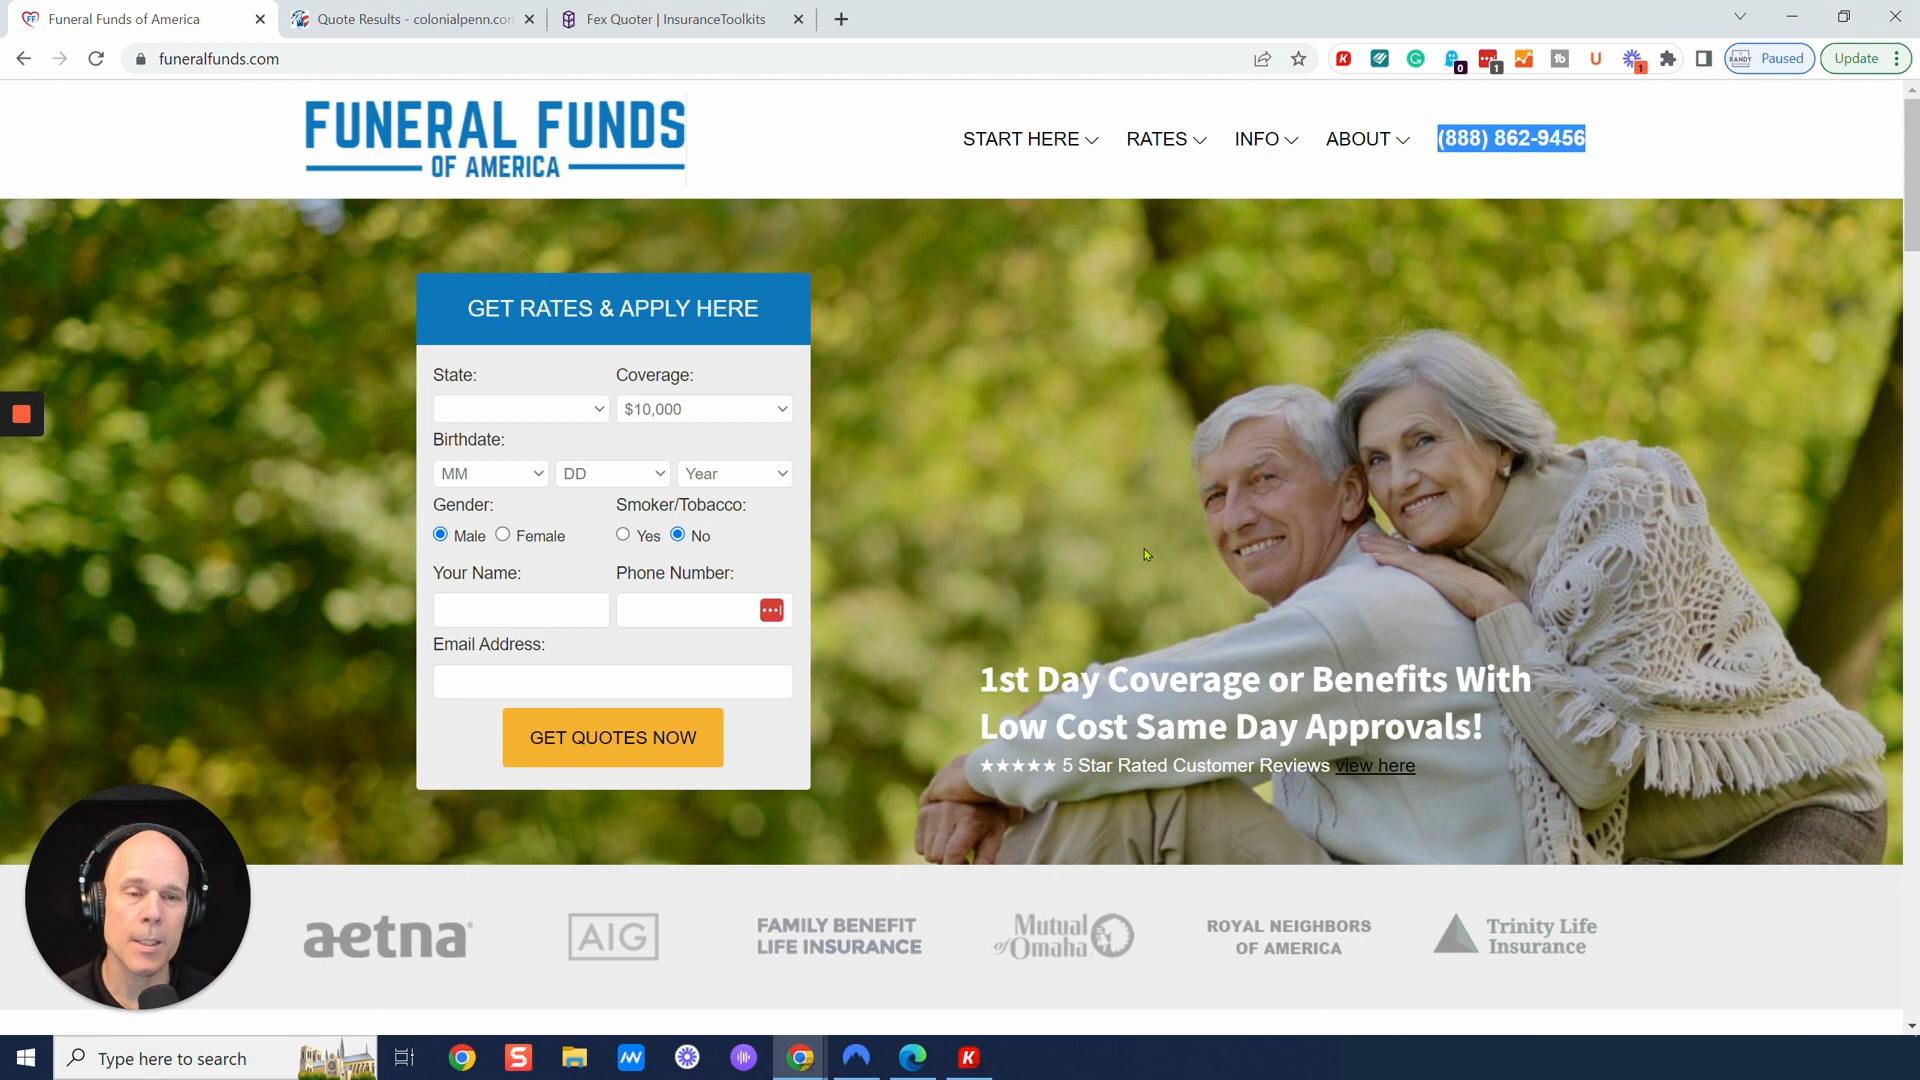 Funeral Funds of America
Quote Results - colonialpenn.com
Fex Quoter | InsuranceToolkits
funeralfunds.com
0
1
1
RANDY
Paused
Update
FUNERAL FUNDS
OF AMERICA
START HERE
RATES
INFO
ABOUT
(888) 862-9456
GET RATES & APPLY HERE
State:
Coverage:
$10,000
Birthdate:
MM
DD
Year
Gender:
Smoker/Tobacco:
Male
Female
Yes
No
Your Name:
Phone Number:
Email Address:
GET QUOTES NOW
1st Day Coverage or Benefits With
Low Cost Same Day Approvals!
★★★★★ 5 Star Rated Customer Reviews view here
aetna
AIG
FAMILY BENEFIT
LIFE INSURANCE
Mutual
of Omaha
ROYAL NEIGHBORS
OF AMERICA
Trinity Life
Insurance
Type here to search